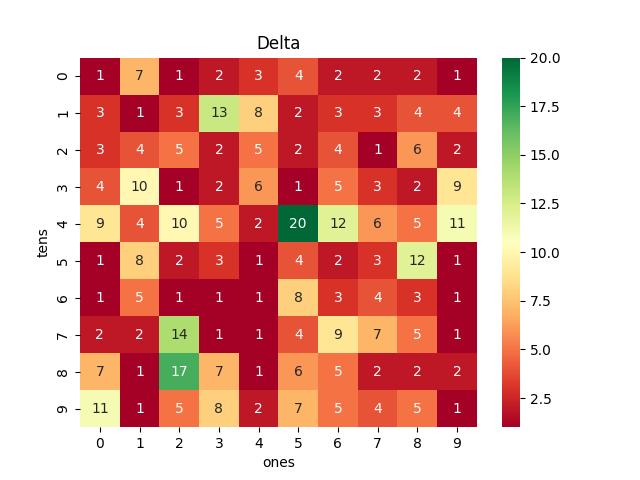 Delta
0 1 7 1 2 3 4 2 2 2 1
1 3 1 3 13 8 2 3 3 4 4
2 3 4 5 2 5 2 4 1 6 2
3 4 10 1 2 6 1 5 3 2 9
4 9 4 10 5 2 20 12 6 5 11
5 1 8 2 3 1 4 2 3 12 1
6 1 5 1 1 1 8 3 4 3 1
7 2 2 14 1 1 4 9 7 5 1
8 7 1 17 7 1 6 5 2 2 2
9 11 1 5 8 2 7 5 4 5 1
0 1 2 3 4 5 6 7 8 9
ones
tens
20.0
17.5
15.0
12.5
10.0
7.5
5.0
2.5